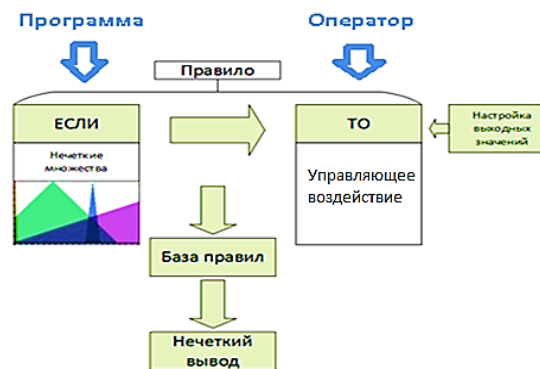 Программа
Оператор
Правило
ЕСЛИ
ТО
Настройка
выходных
значений
Нечеткие
множества
Управляющее
воздействие
База правил
Нечеткий
вывод